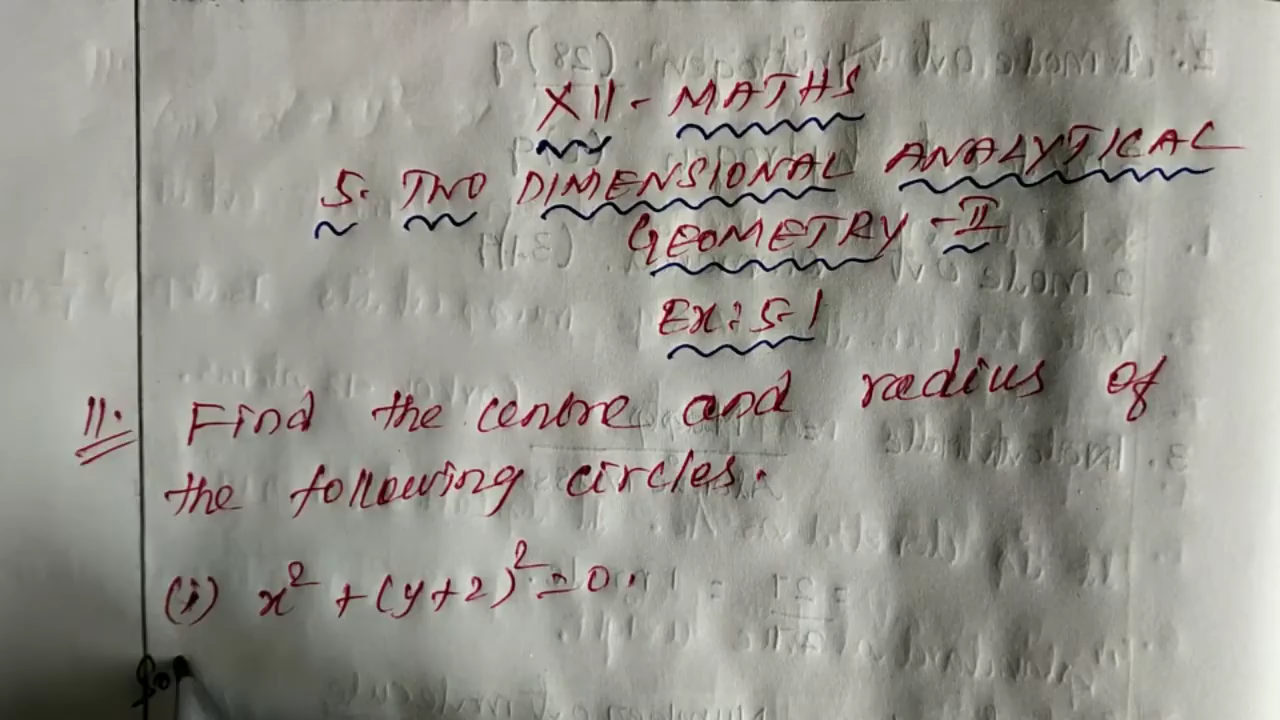 XII - MATHS
5. TWO DIMENSIONAL ANALYTICAL
GEOMETRY - II
Ex: 5.1
11. Find the centre and radius of
the following circles.
(i) x² + (y+2)² = 0.